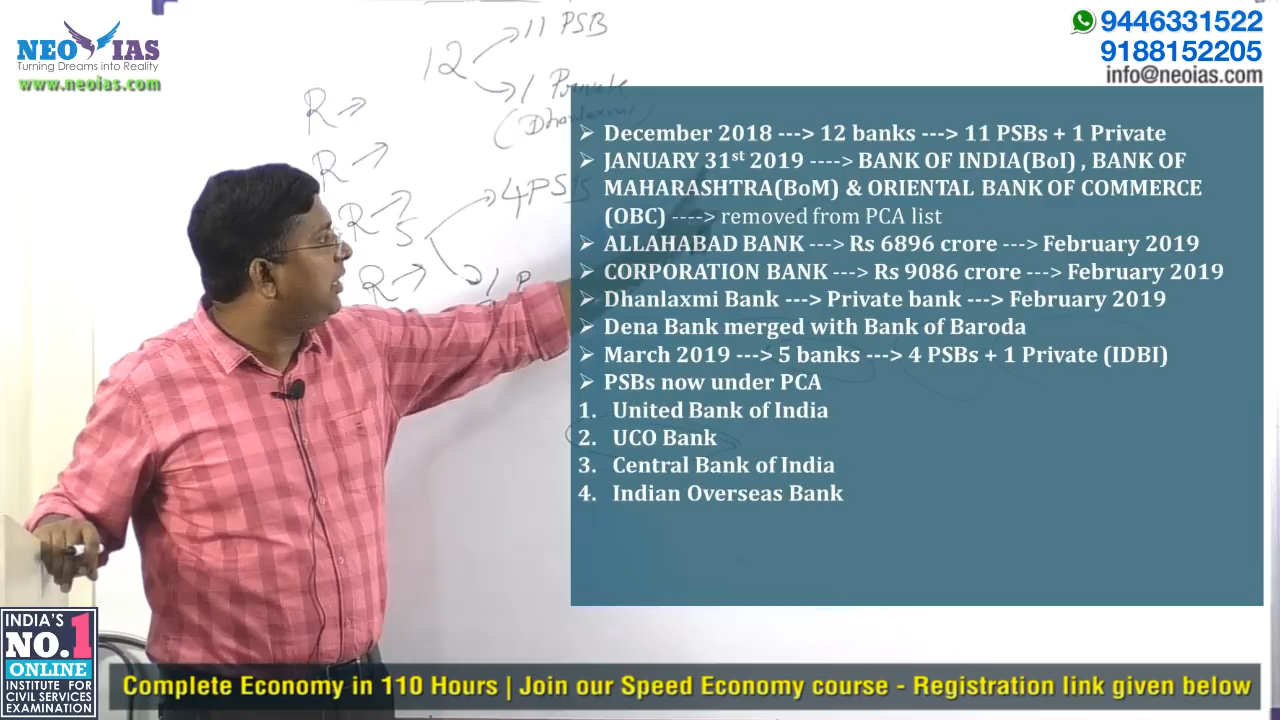 NEO IAS
Turning Dreams into Reality
www.neoias.com
9446331522
9188152205
info@neoias.com
12
11 PSB
1 Private
(Dhanlaxmi)
R →
R →
R →
5
4 PSB
R →
1 P
➢ December 2018 ---> 12 banks ---> 11 PSBs + 1 Private
➢ JANUARY 31st 2019 ----> BANK OF INDIA(BoI) , BANK OF
MAHARASHTRA(BoM) & ORIENTAL BANK OF COMMERCE
(OBC) ----> removed from PCA list
➢ ALLAHABAD BANK ---> Rs 6896 crore ---> February 2019
➢ CORPORATION BANK ---> Rs 9086 crore ---> February 2019
➢ Dhanlaxmi Bank ---> Private bank ---> February 2019
➢ Dena Bank merged with Bank of Baroda
➢ March 2019 ---> 5 banks ---> 4 PSBs + 1 Private (IDBI)
➢ PSBs now under PCA
1. United Bank of India
2. UCO Bank
3. Central Bank of India
4. Indian Overseas Bank
INDIA'S
NO.1
ONLINE
INSTITUTE FOR
CIVIL SERVICES
EXAMINATION
Complete Economy in 110 Hours | Join our Speed Economy course - Registration link given below